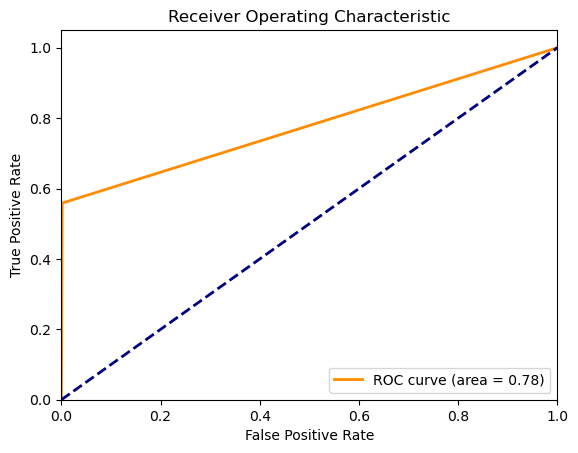 Receiver Operating Characteristic
1.0
0.8
0.6
0.4
0.2
0.0
True Positive Rate
ROC curve (area = 0.78)
0.0 0.2 0.4 0.6 0.8 1.0
False Positive Rate